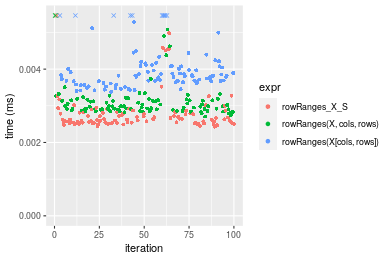 0.004
0.002
0.000
time (ms)
0
25
50
75
100
iteration
expr
rowRanges_X_S
rowRanges(X, cols, rows)
rowRanges(X[cols, rows])